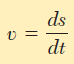 v = ds/dt